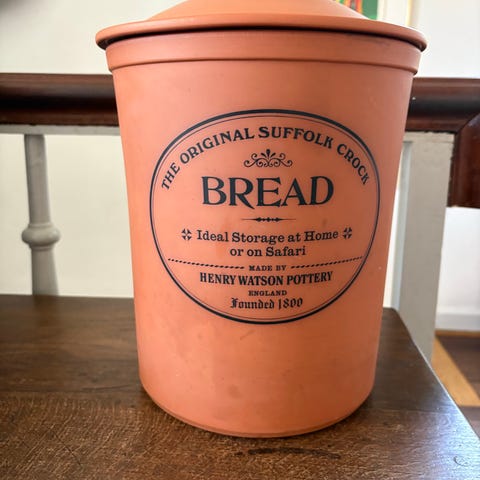 THE ORIGINAL SUFFOLK CROCK
BREAD
Ideal Storage at Home
or on Safari
MADE BY
HENRY WATSON POTTERY
ENGLAND
Founded 1800